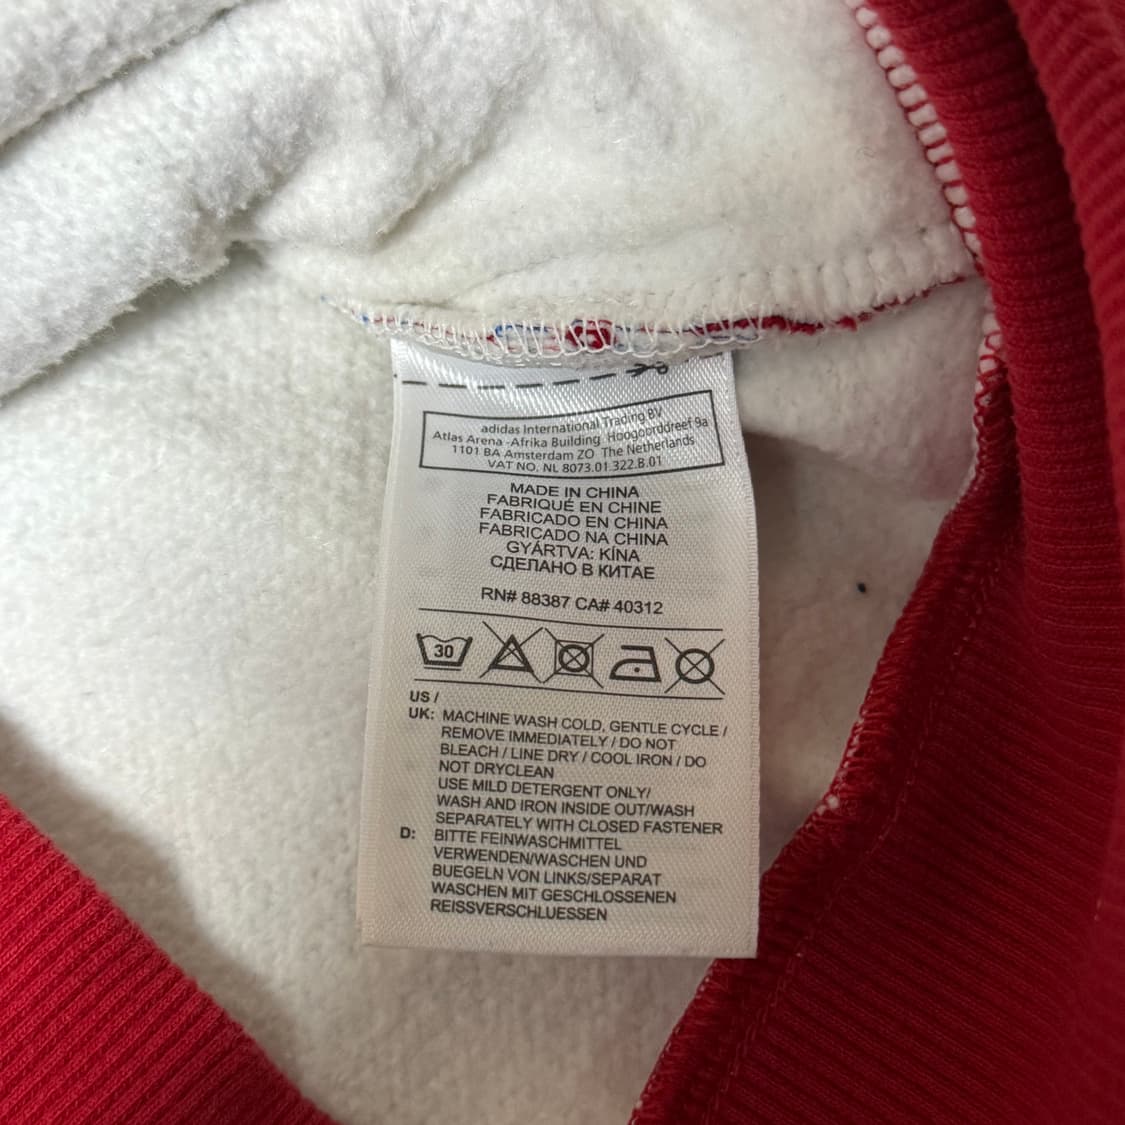 adidas International Trading BV
Atlas Arena -Afrika Building Hoogoorddreef 9a
1101 BA Amsterdam ZO The Netherlands
VAT NO. NL 8073.01.322.B.01
MADE IN CHINA
FABRIQUÉ EN CHINE
FABRICADO EN CHINA
FABRICADO NA CHINA
GYÁRTVA: KÍNA
СДЕЛАНО В КИТАЕ
RN# 88387 CA# 40312
30
US /
UK: MACHINE WASH COLD, GENTLE CYCLE /
REMOVE IMMEDIATELY / DO NOT
BLEACH / LINE DRY / COOL IRON / DO
NOT DRYCLEAN
USE MILD DETERGENT ONLY/
WASH AND IRON INSIDE OUT/WASH
SEPARATELY WITH CLOSED FASTENER
D: BITTE FEINWASCHMITTEL
VERWENDEN/WASCHEN UND
BUEGELN VON LINKS/SEPARAT
WASCHEN MIT GESCHLOSSENEN
REISSVERSCHLUESSEN